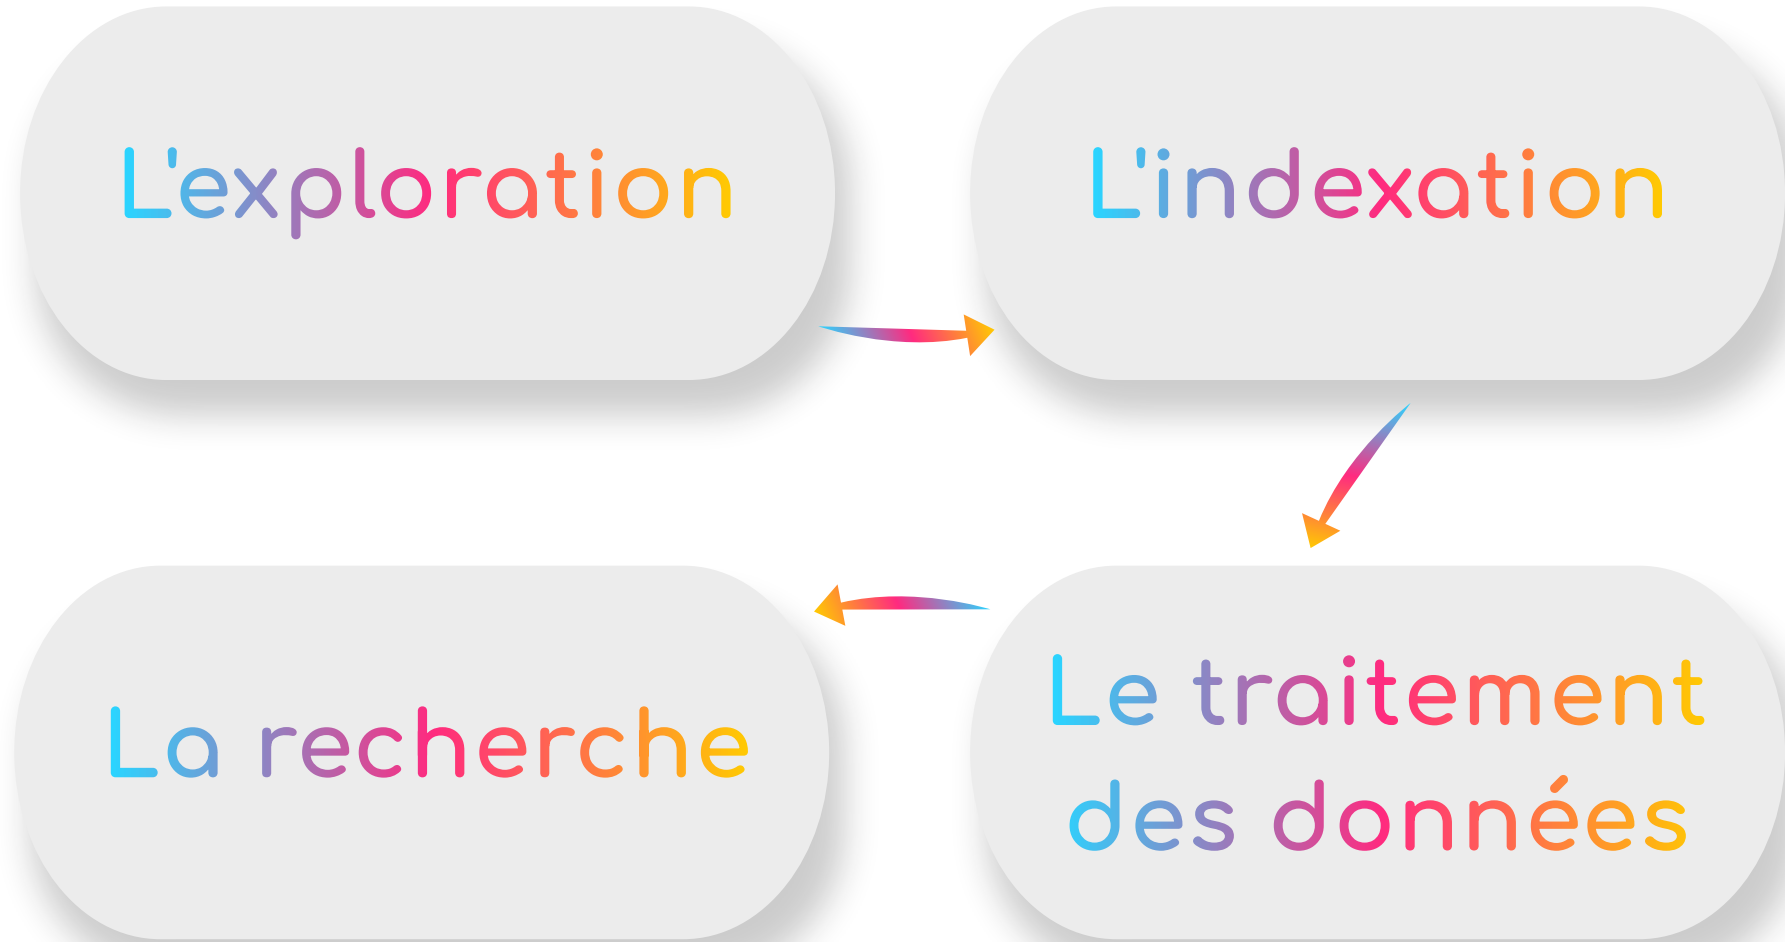 L'exploration
L'indexation
La recherche
Le traitement
des données